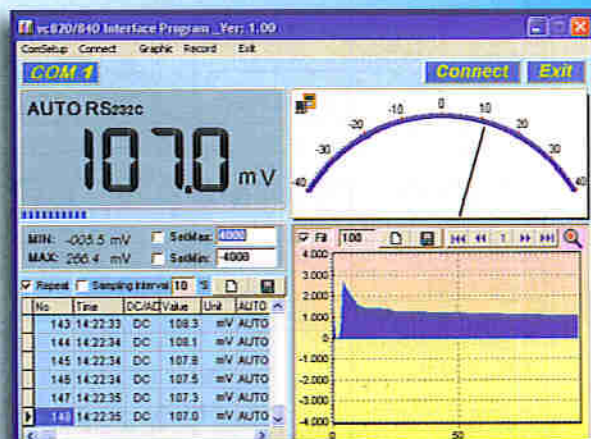 vc820/840 Interface Program _Ver: 1.00
ComSetup Connect Graphic Record Exit
COM 1 Connect Exit
AUTO RS232C
107.0 mV
-40 -30 -20 -10 0 10 20 30 40
MIN: -005.5 mV SetMax: 4000
MAX: 266.4 mV SetMin: -4000
Repeat Sampling Interval 10 'S
No Time DC/AC Value Unit AUTO
143 14:22:33 DC 108.3 mV AUTO
144 14:22:34 DC 108.1 mV AUTO
145 14:22:34 DC 107.8 mV AUTO
146 14:22:34 DC 107.5 mV AUTO
147 14:22:35 DC 107.3 mV AUTO
148 14:22:35 DC 107.0 mV AUTO
Fill 100 1
4.000
3.000
2.000
1.000
0
-1.000
-2.000
-3.000
-4.000
0 50